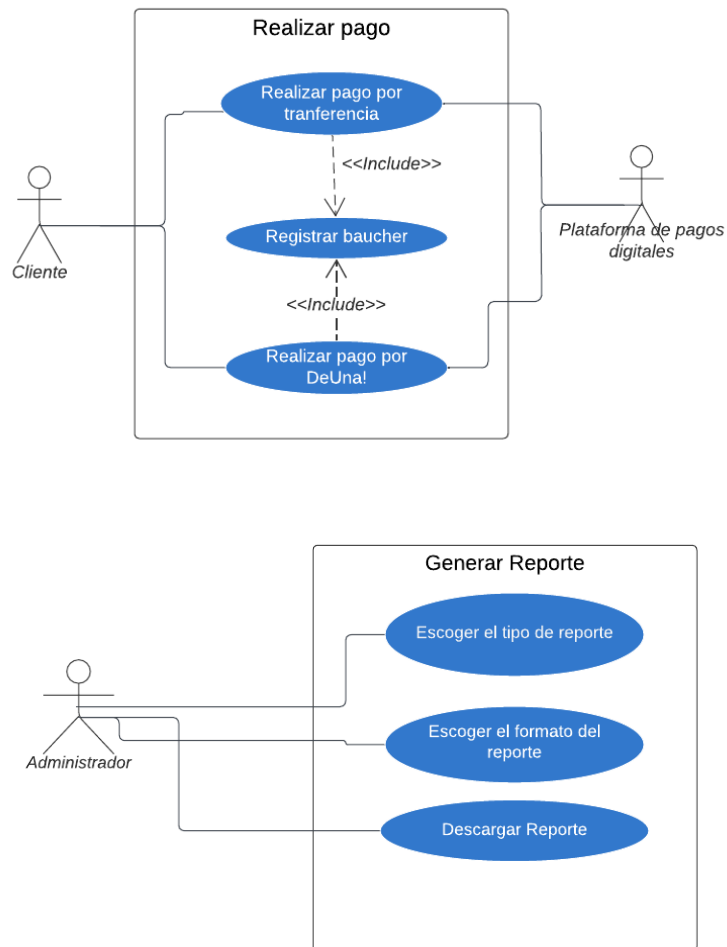 Realizar pago
Realizar pago por
tranferencia
<<Include>>
Registrar baucher
Cliente
Plataforma de pagos
digitales
<<Include>>
Realizar pago por
DeUna!
Generar Reporte
Escoger el tipo de reporte
Escoger el formato del
reporte
Administrador
Descargar Reporte